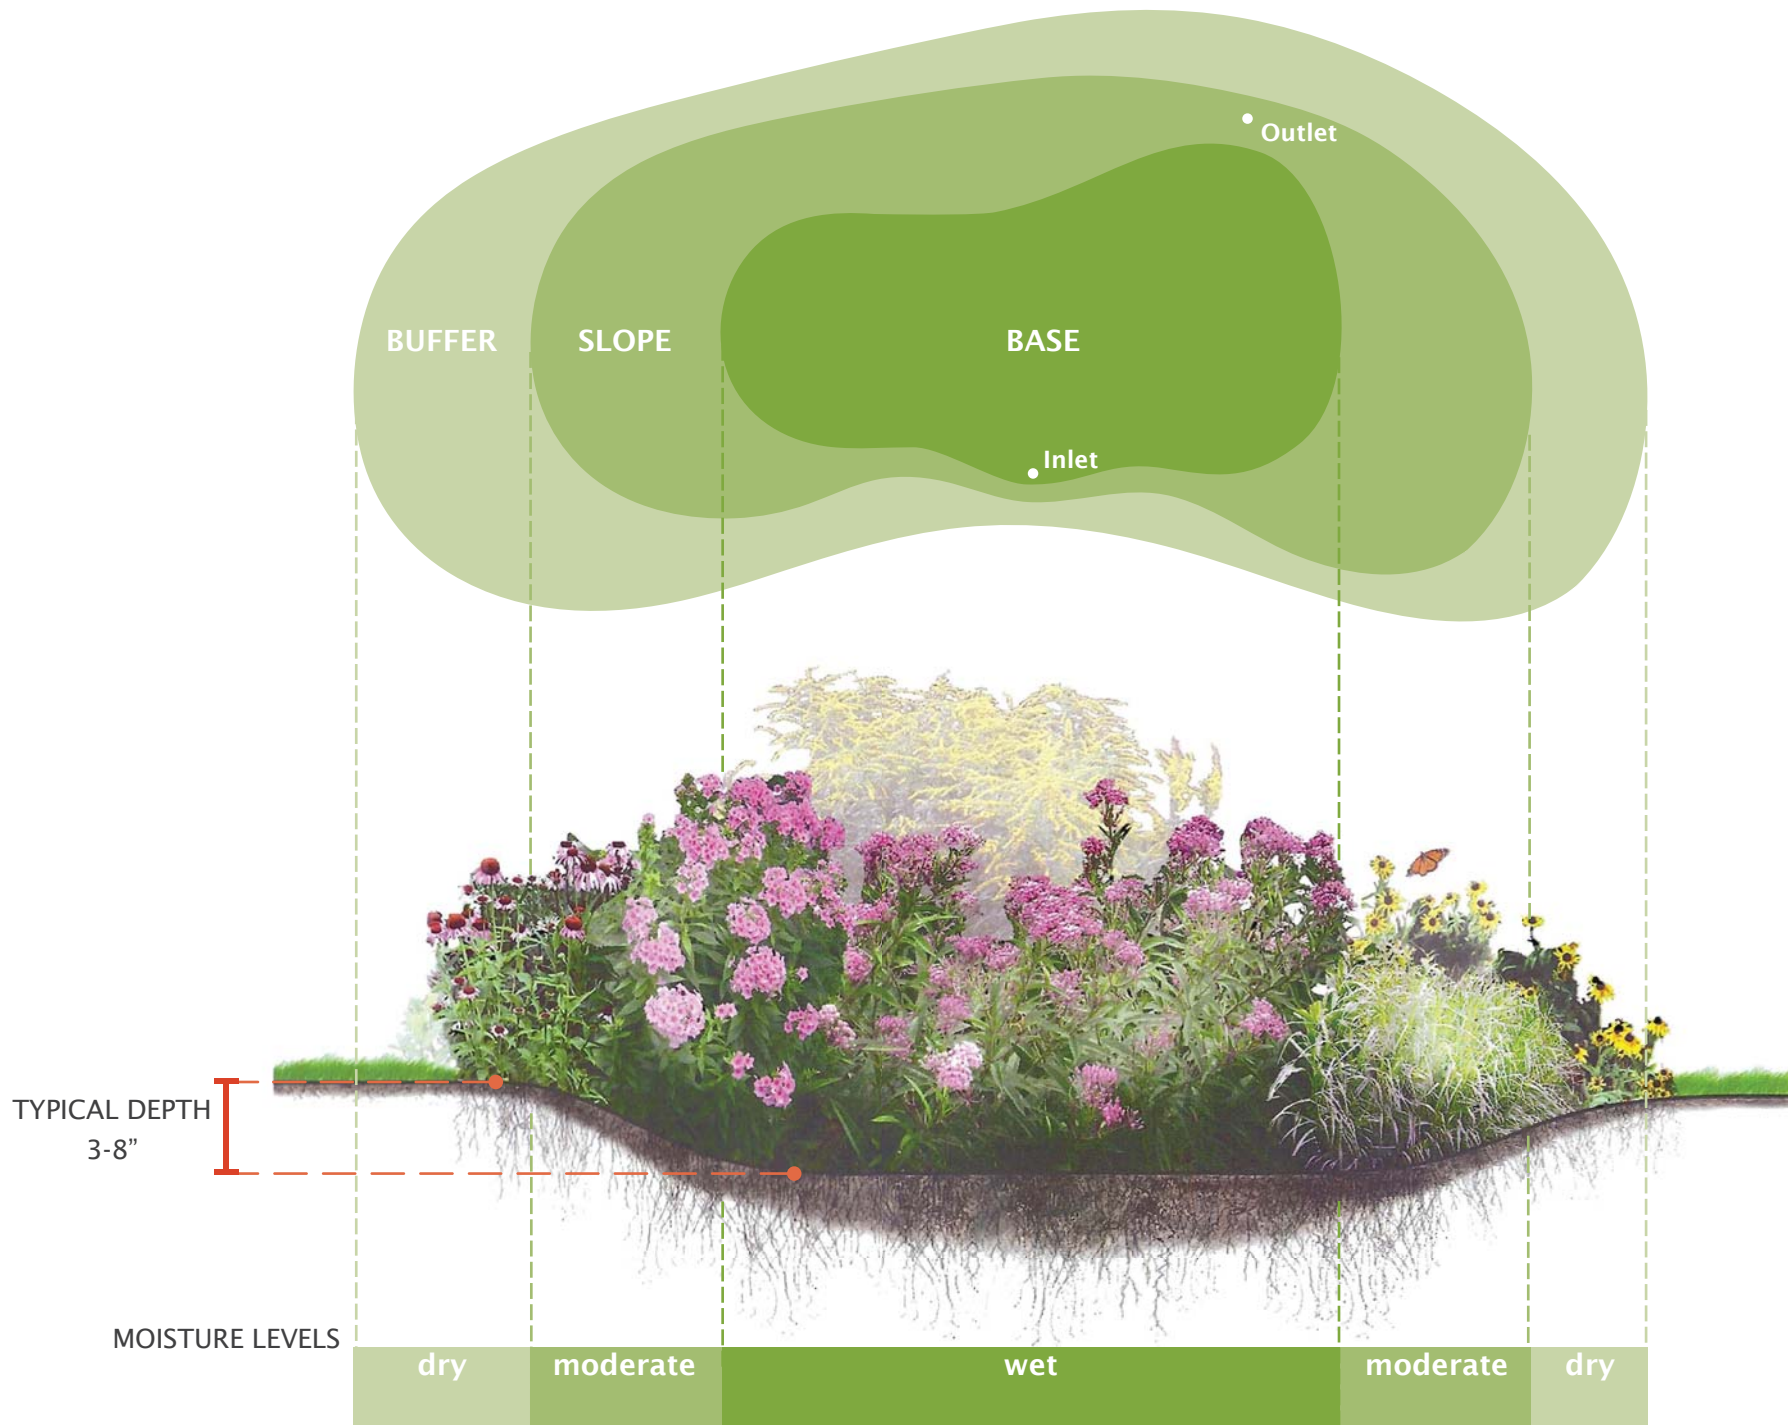 Outlet
BUFFER SLOPE BASE
Inlet
TYPICAL DEPTH
3-8”
MOISTURE LEVELS
dry moderate wet moderate dry